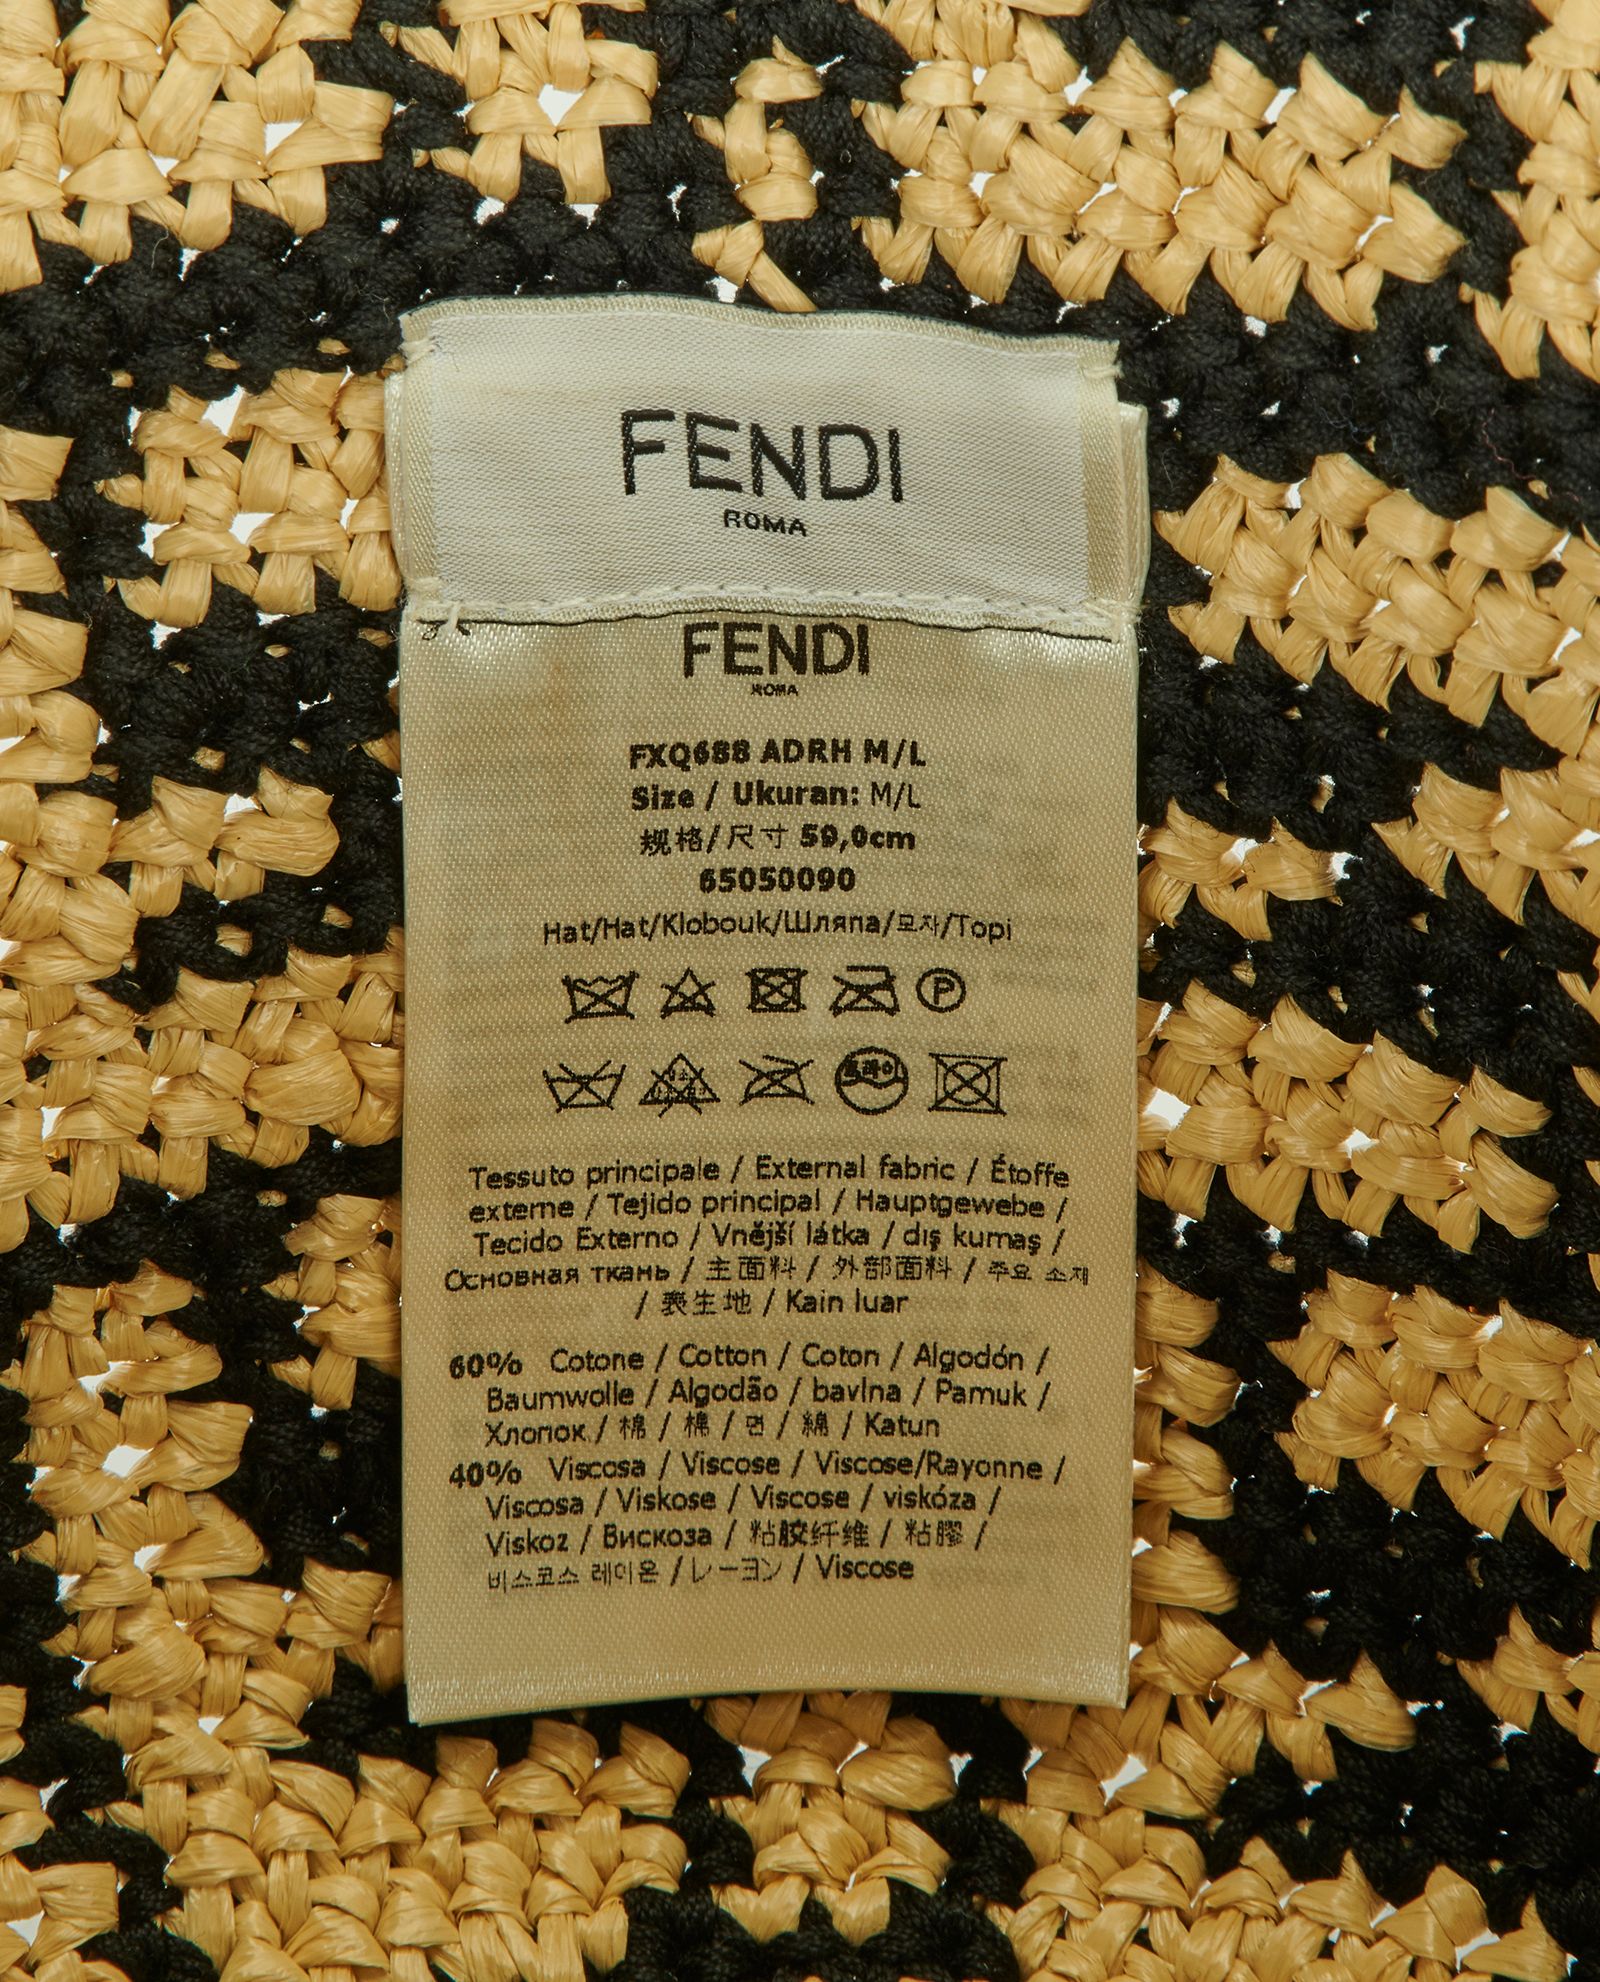 FENDI
ROMA
FENDI
ROMA
FXQ688 ADRH M/L
Size / Ukuran: M/L
规格/尺寸 59,0cm
65050090
Hat/Hat/Klobouk/Шляпа/모자/Topi
P
드라이
Tessuto principale / External fabric / Étoffe
externe / Tejido principal / Hauptgewebe /
Tecido Externo / Vnější látka / dış kumaş /
Основная ткань / 主面料 / 外部面料 / 주요 소재
/ 表生地 / Kain luar
60% Cotone / Cotton / Coton / Algodón /
Baumwolle / Algodão / bavlna / Pamuk /
Хлопок / 棉 / 棉 / 면 / 綿 / Katun
40% Viscosa / Viscose / Viscose/Rayonne /
Viscosa / Viskose / Viscose / viskóza /
Viskoz / Вискоза / 粘胶纤维 / 粘膠 /
비스코스 레이온 / レーヨン / Viscose